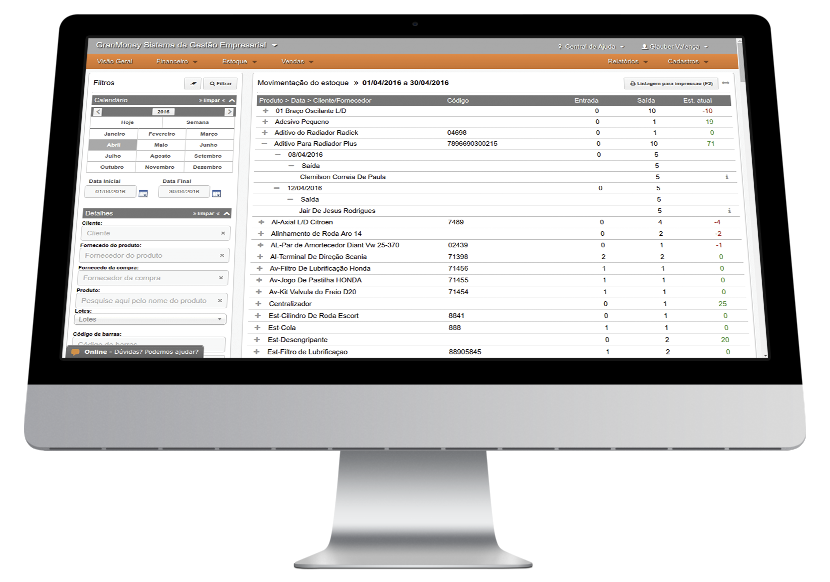 GranMoney Sistema de Gestão Empresarial
Central de Ajuda
Glauber Valença
Visão Geral Financeiro Estoque Vendas Relatórios Cadastros
Filtros Filtrar
Movimentação do estoque » 01/04/2016 a 30/04/2016
Listagem para impressao (F2)
Calendário » limpar «
< 2016 >
Hoje Semana
Janeiro Fevereiro Marco
Abril Maio Junho
Julho Agosto Setembro
Outubro Novembro Dezembro
Data Inicial Data Final
01/04/2016 30/04/2016
Detalhes » limpar «
Cliente:
Cliente ×
Fornecedo do produto:
Fornecedor do produto ×
Fornecedo da compra:
Fornecedor da compra ×
Produto:
Pesquise aqui pelo nome do produto ×
Lotes:
Lotes
Código de barras:
Código de barras
Online - Dúvidas? Podemos ajudar?
Produto > Data > Cliente/Fornecedor Código Entrada Saída Est. atual
+ 01 Braço Oscilante L/D 0 10 -10
+ Adesivo Pequeno 0 1 19
+ Aditivo do Radiador Radick 04698 0 1 0
− Aditivo Para Radiador Plus 7896690300215 0 10 71
− 08/04/2016 0 5
− Saída 5
Clemilson Correia De Paula 5 i
− 12/04/2016 0 5
− Saída 5
Jair De Jesus Rodrigues 5 i
+ Al-Axial L/D Citroen 7489 0 4 -4
+ Alinhamento de Roda Aro 14 0 2 -2
+ AL-Par de Amortecedor Diant Vw 25-370 02439 0 1 -1
+ Al-Terminal De Direção Scania 71398 2 2 0
+ Av-Filtro De Lubrificação Honda 71456 1 1 0
+ Av-Jogo De Pastilha HONDA 71455 1 1 0
+ Av-Kit Valvula do Freio D20 71454 1 1 0
+ Centralizador 0 1 25
+ Est-Cilindro De Roda Escort 8841 0 1 0
+ Est-Cola 888 1 1 0
+ Est-Desengripante 0 2 20
+ Est-Filtro de Lubrificaçao 88905845 1 2 0